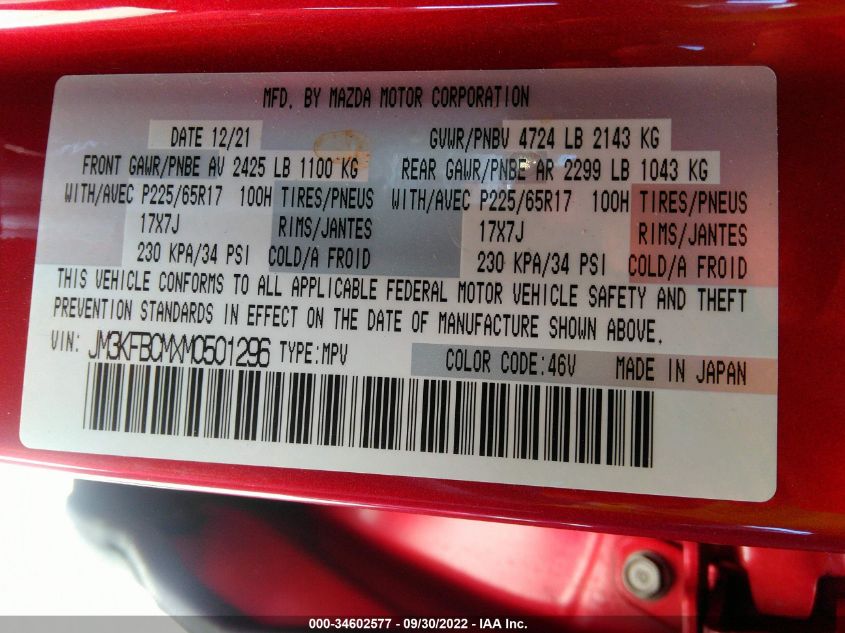 MFD. BY MAZDA MOTOR CORPORATION
DATE 12/21 GVWR/PNBV 4724 LB 2143 KG
FRONT GAWR/PNBE AV 2425 LB 1100 KG REAR GAWR/PNBE AR 2299 LB 1043 KG
WITH/AVEC P225/65R17 100H TIRES/PNEUS WITH/AVEC P225/65R17 100H TIRES/PNEUS
17X7J RIMS/JANTES 17X7J RIMS/JANTES
230 KPA/34 PSI COLD/A FROID 230 KPA/34 PSI COLD/A FROID
THIS VEHICLE CONFORMS TO ALL APPLICABLE FEDERAL MOTOR VEHICLE SAFETY AND THEFT
PREVENTION STANDARDS IN EFFECT ON THE DATE OF MANUFACTURE SHOWN ABOVE.
VIN: JM3KFBCMXM0501296 TYPE:MPV COLOR CODE:46V MADE IN JAPAN
000-34602577 - 09/30/2022 - IAA Inc.